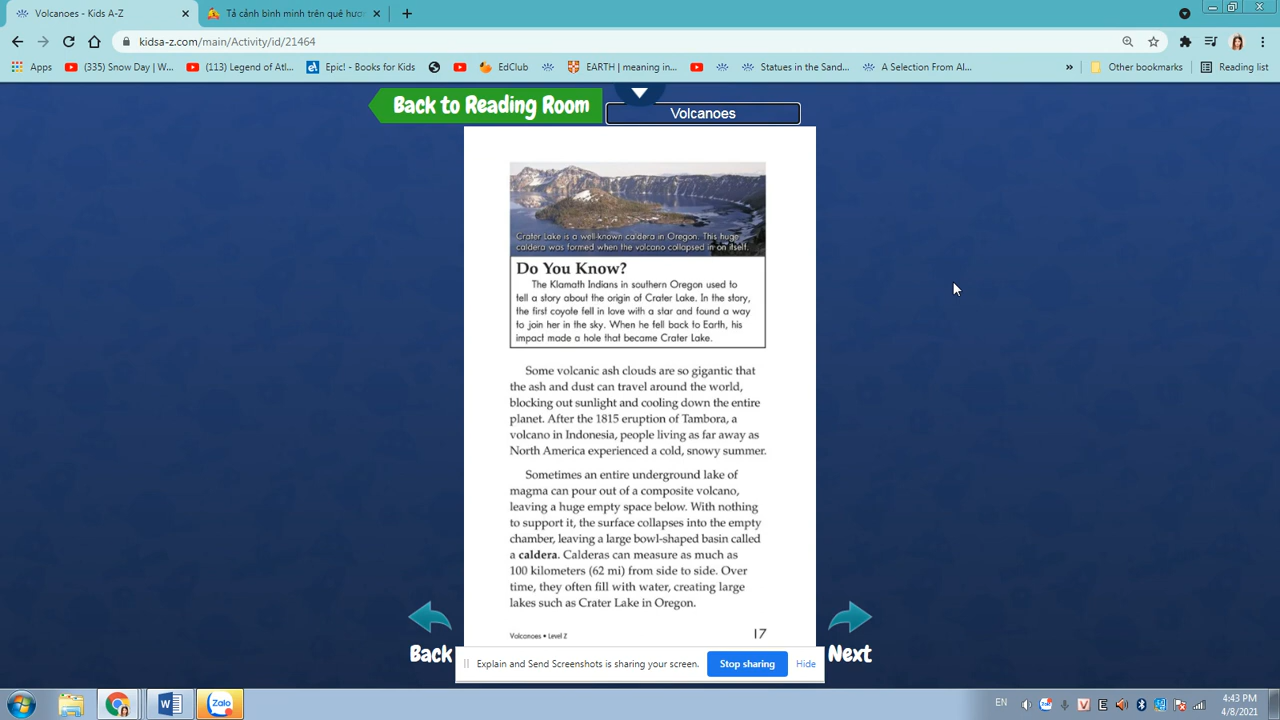 Volcanoes - Kids A-Z
Tả cảnh bình minh trên quê hươ
kidsa-z.com/main/Activity/id/21464
Apps
(335) Snow Day | W...
(113) Legend of Atl...
Epic! - Books for Kids
EdClub
EARTH | meaning in...
Statues in the Sand...
A Selection From Al...
»
Other bookmarks
Reading list
Back to Reading Room
Volcanoes
Crater Lake is a well-known caldera in Oregon. This huge
caldera was formed when the volcano collapsed in on itself.
Do You Know?
The Klamath Indians in southern Oregon used to
tell a story about the origin of Crater Lake. In the story,
the first coyote fell in love with a star and found a way
to join her in the sky. When he fell back to Earth, his
impact made a hole that became Crater Lake.
Some volcanic ash clouds are so gigantic that
the ash and dust can travel around the world,
blocking out sunlight and cooling down the entire
planet. After the 1815 eruption of Tambora, a
volcano in Indonesia, people living as far away as
North America experienced a cold, snowy summer.
Sometimes an entire underground lake of
magma can pour out of a composite volcano,
leaving a huge empty space below. With nothing
to support it, the surface collapses into the empty
chamber, leaving a large bowl-shaped basin called
a caldera. Calderas can measure as much as
100 kilometers (62 mi) from side to side. Over
time, they often fill with water, creating large
lakes such as Crater Lake in Oregon.
Volcanoes • Level Z
17
Back
Next
Explain and Send Screenshots is sharing your screen.
Stop sharing
Hide
Zalo
EN
4:43 PM
4/8/2021